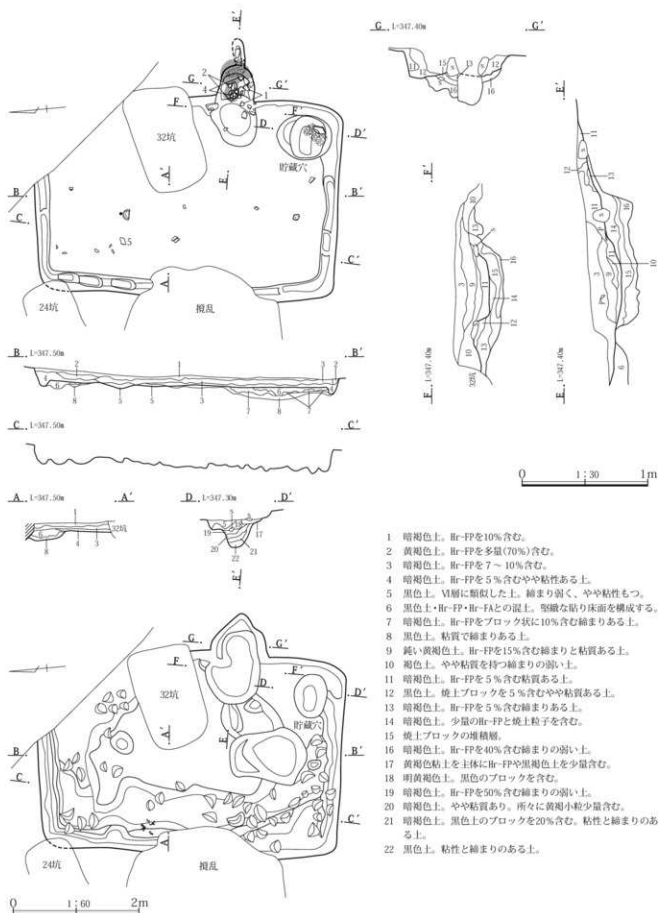 E'
G
G'
F
F'
D
D'
2
4
1
32坑
A'
E
貯蔵穴
B
B'
C
C'
5
A
24坑
撹乱
G L=347.40m
G'
11
12
15
S
13
S
12
16
16
E'
F'
F L=347.40m
E L=347.40m
32坑
B L=347.50m
B'
C L=347.50m
C'
A L=347.50m
A'
32坑
D L=347.30m
D'
19
20
22
21
17
0 1:30 1m
E'
G
G'
F
D
D'
32坑
A'
E
貯蔵穴
B
B'
C
C'
A
24坑
撹乱
0 1:60 2m
1 暗褐色土。Hr-FPを10%含む。
2 黄褐色土。Hr-FPを多量(70%)含む。
3 暗褐色土。Hr-FPを7～10%含む。
4 暗褐色土。Hr-FPを5%含むやや粘性ある土。
5 黒色土。Ⅵ層に類似した土。締まり弱く、やや粘性もつ。
6 黒色土・Hr-FP・Hr-FAとの混土。堅緻な貼り床面を構成する。
7 暗褐色土。Hr-FPをブロック状に10%含む締まりある土。
8 黒色土。粘質で締まりある土。
9 鈍い黄褐色土。Hr-FPを15%含む締まりと粘質ある土。
10 褐色土。やや粘質を持つ締まりの弱い土。
11 暗褐色土。Hr-FPを5%含む粘質ある土。
12 黒色土。焼土ブロックを5%含むやや粘質ある土。
13 暗褐色土。Hr-FPを5%含む締まりある土。
14 暗褐色土。少量のHr-FPと焼土粒子を含む。
15 焼土ブロックの堆積層。
16 暗褐色土。Hr-FPを40%含む締まりの弱い土。
17 黄褐色粘土を主体にHr-FPや黒褐色土を少量含む。
18 明黄褐色土。黒色のブロックを含む。
19 暗褐色土。Hr-FPを50%含む締まりの弱い土。
20 暗褐色土。やや粘質あり。所々に黄褐小粒少量含む。
21 暗褐色土。黒色土のブロックを20%含む。粘性と締まりのあ
る土。
22 黒色土。粘性と締まりのある土。